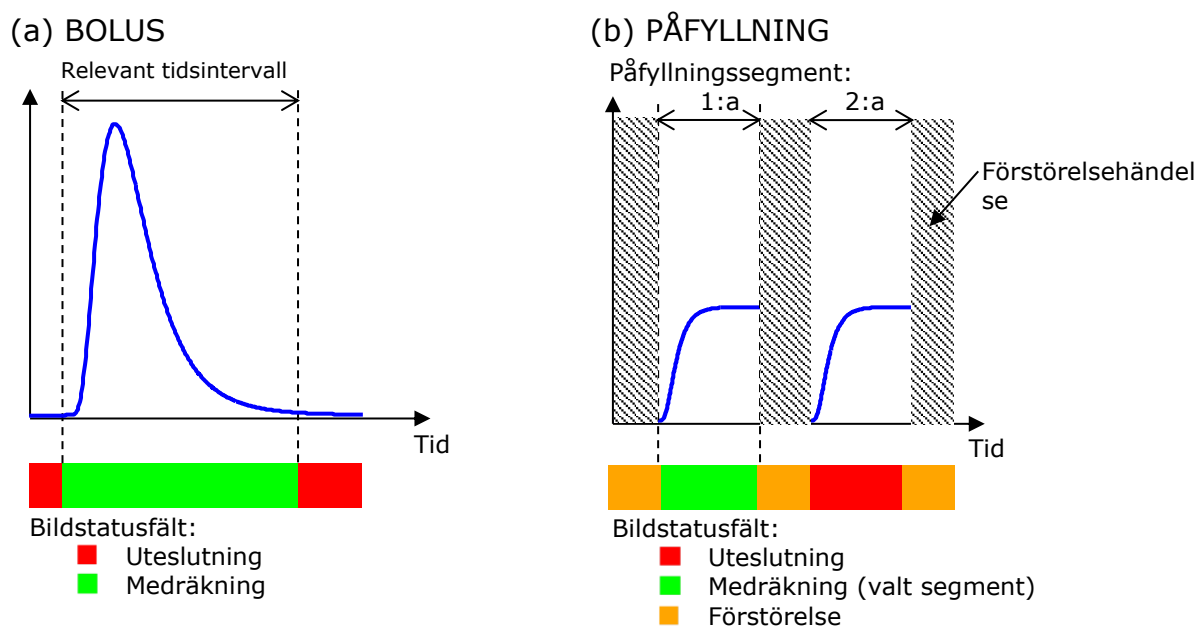 (a) BOLUS
Relevant tidsintervall
Tid
Bildstatusfält:
Uteslutning
Medräkning
(b) PÅFYLLNING
Påfyllningssegment:
1:a
2:a
Förstörelsehändel
se
Tid
Bildstatusfält:
Uteslutning
Medräkning (valt segment)
Förstörelse